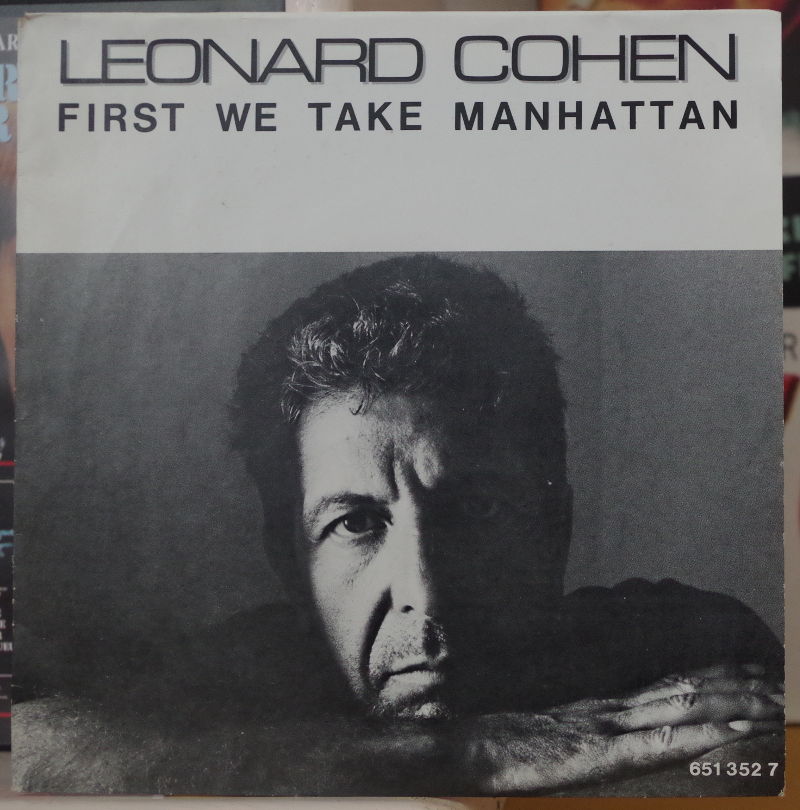 LEONARD COHEN
FIRST WE TAKE MANHATTAN
651 352 7